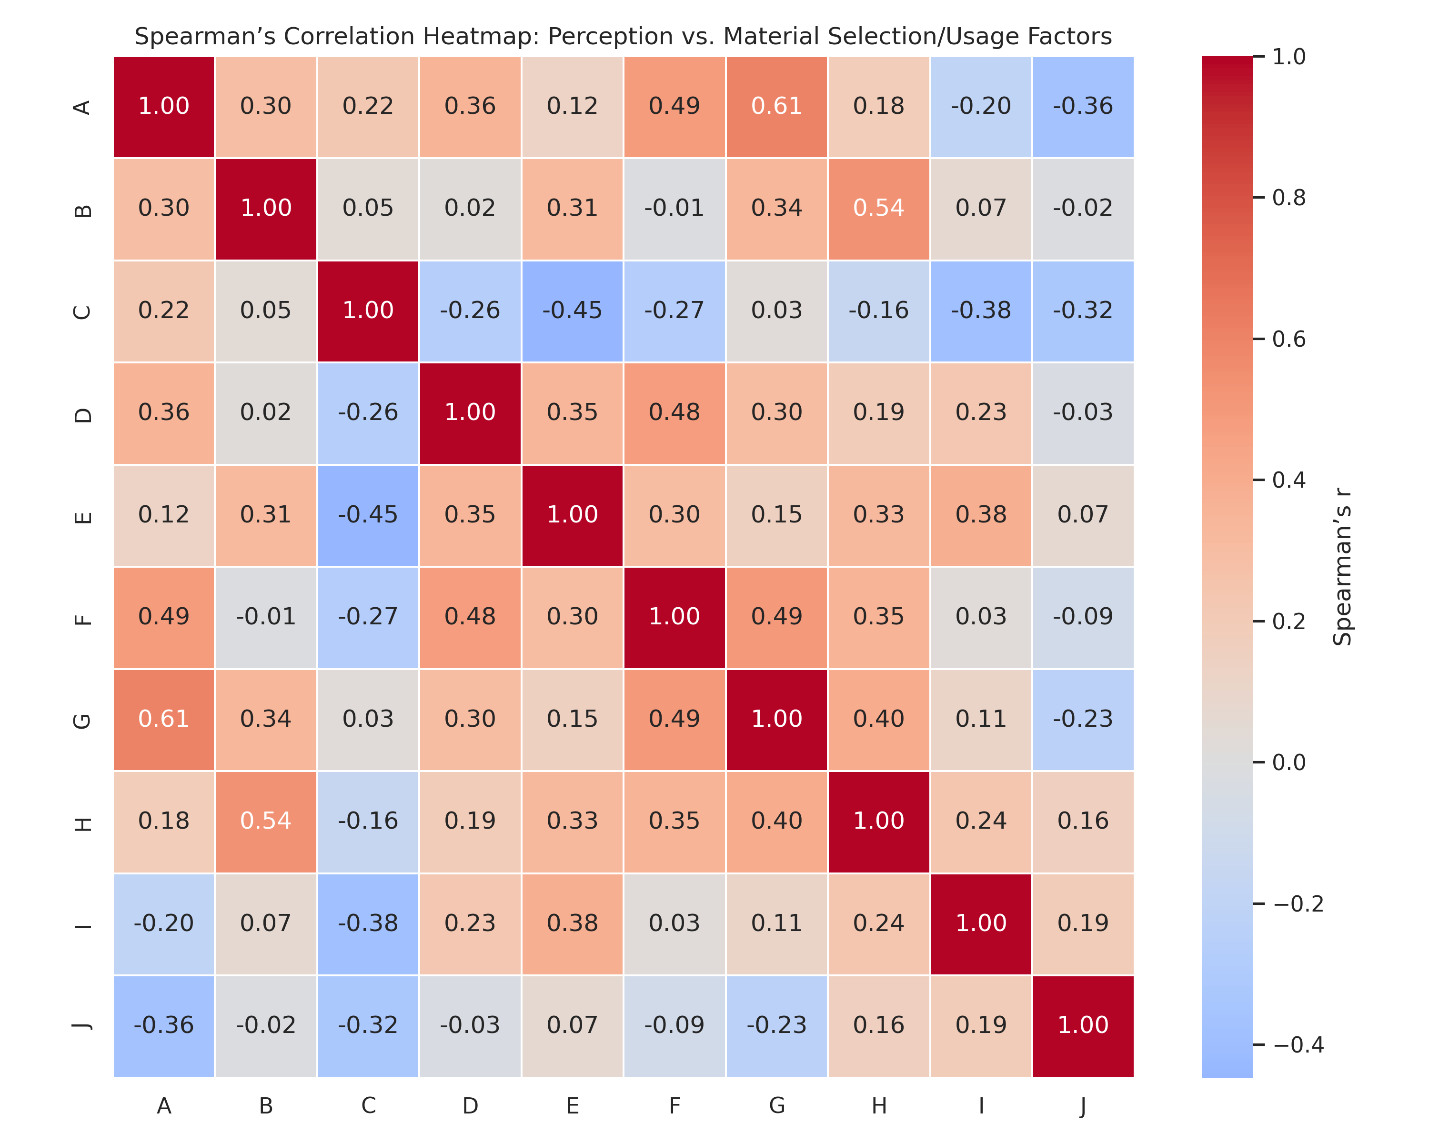 Spearman’s Correlation Heatmap: Perception vs. Material Selection/Usage Factors
A 1.00 0.30 0.22 0.36 0.12 0.49 0.61 0.18 -0.20 -0.36
B 0.30 1.00 0.05 0.02 0.31 -0.01 0.34 0.54 0.07 -0.02
C 0.22 0.05 1.00 -0.26 -0.45 -0.27 0.03 -0.16 -0.38 -0.32
D 0.36 0.02 -0.26 1.00 0.35 0.48 0.30 0.19 0.23 -0.03
E 0.12 0.31 -0.45 0.35 1.00 0.30 0.15 0.33 0.38 0.07
F 0.49 -0.01 -0.27 0.48 0.30 1.00 0.49 0.35 0.03 -0.09
G 0.61 0.34 0.03 0.30 0.15 0.49 1.00 0.40 0.11 -0.23
H 0.18 0.54 -0.16 0.19 0.33 0.35 0.40 1.00 0.24 0.16
I -0.20 0.07 -0.38 0.23 0.38 0.03 0.11 0.24 1.00 0.19
J -0.36 -0.02 -0.32 -0.03 0.07 -0.09 -0.23 0.16 0.19 1.00
A B C D E F G H I J
1.0
0.8
0.6
0.4
0.2
0.0
−0.2
−0.4
Spearman’s r